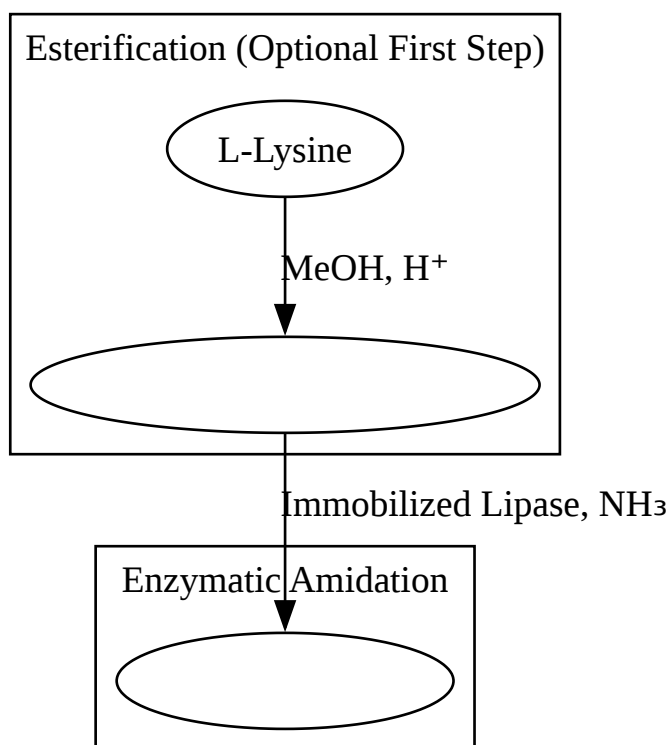 Esterification (Optional First Step)
L-Lysine
MeOH, H⁺
Immobilized Lipase, NH₃
Enzymatic Amidation